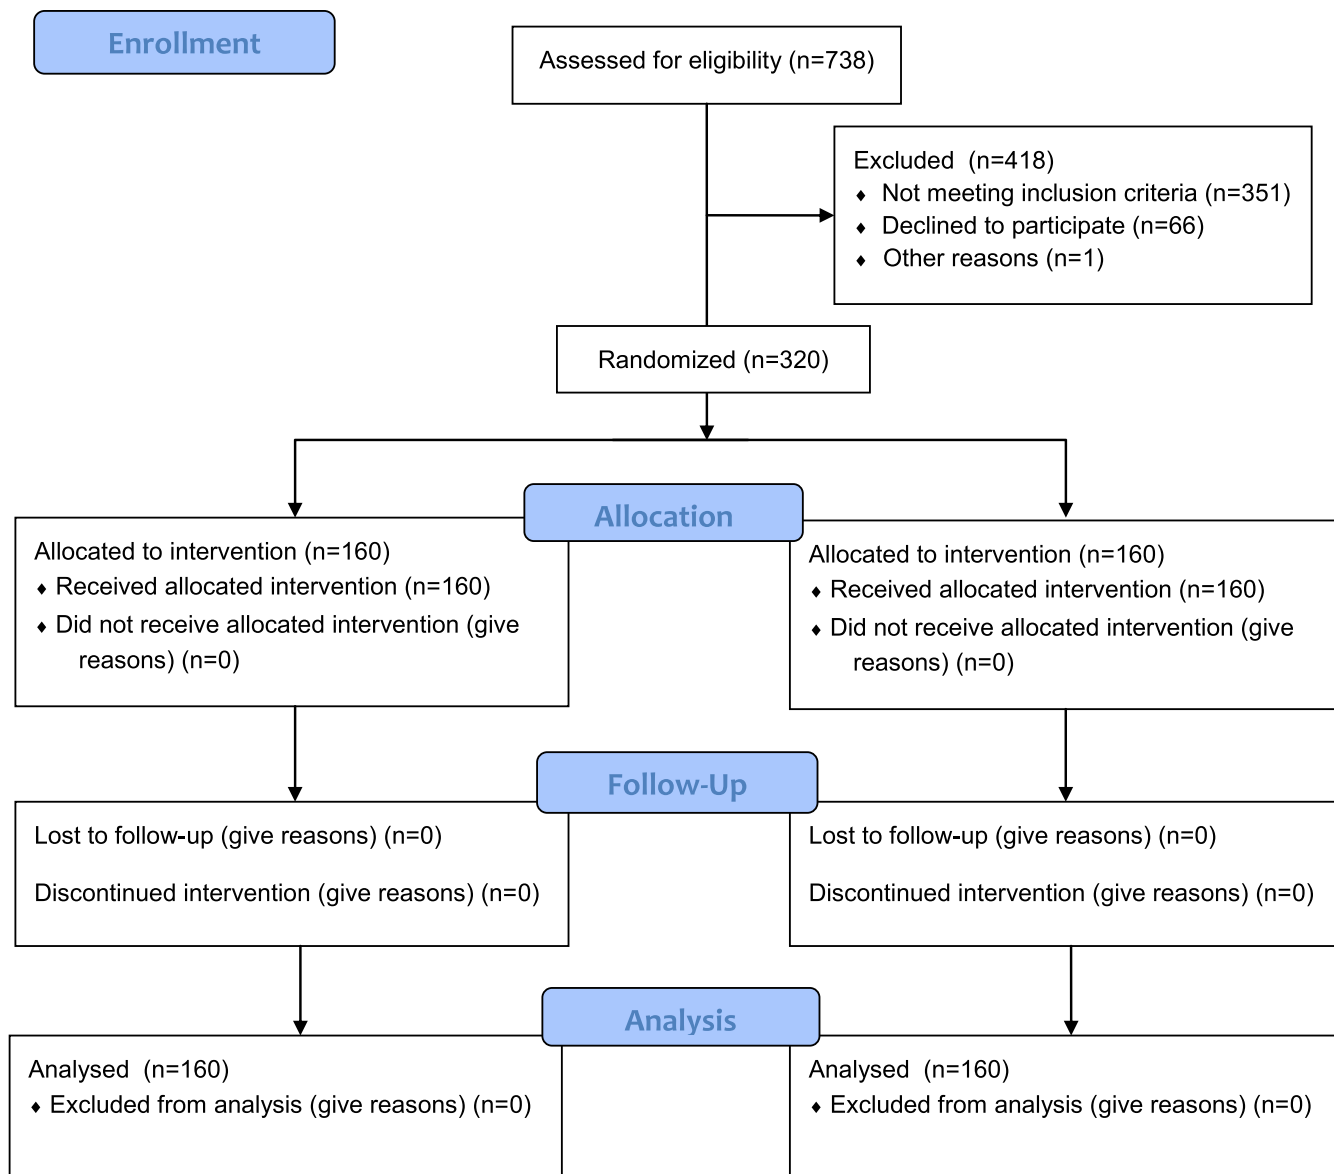 Enrollment
Assessed for eligibility (n=738)
Excluded (n=418)
♦ Not meeting inclusion criteria (n=351)
♦ Declined to participate (n=66)
♦ Other reasons (n=1)
Randomized (n=320)
Allocation
Allocated to intervention (n=160)
♦ Received allocated intervention (n=160)
♦ Did not receive allocated intervention (give
reasons) (n=0)
Allocated to intervention (n=160)
♦ Received allocated intervention (n=160)
♦ Did not receive allocated intervention (give
reasons) (n=0)
Follow-Up
Lost to follow-up (give reasons) (n=0)
Discontinued intervention (give reasons) (n=0)
Lost to follow-up (give reasons) (n=0)
Discontinued intervention (give reasons) (n=0)
Analysis
Analysed (n=160)
♦ Excluded from analysis (give reasons) (n=0)
Analysed (n=160)
♦ Excluded from analysis (give reasons) (n=0)